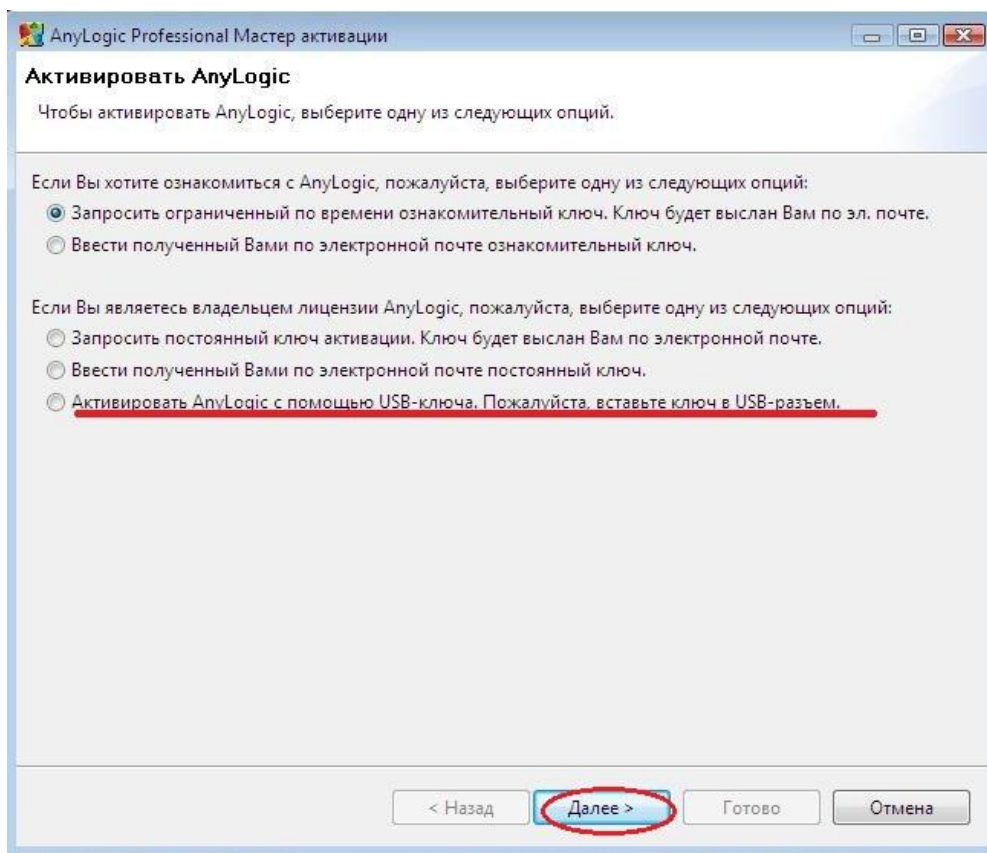 AnyLogic Professional Мастер активации
Активировать AnyLogic
Чтобы активировать AnyLogic, выберите одну из следующих опций.
Если Вы хотите ознакомиться с AnyLogic, пожалуйста, выберите одну из следующих опций:
Запросить ограниченный по времени ознакомительный ключ. Ключ будет выслан Вам по эл. почте.
Ввести полученный Вами по электронной почте ознакомительный ключ.
Если Вы являетесь владельцем лицензии AnyLogic, пожалуйста, выберите одну из следующих опций:
Запросить постоянный ключ активации. Ключ будет выслан Вам по электронной почте.
Ввести полученный Вами по электронной почте постоянный ключ.
Активировать AnyLogic с помощью USB-ключа. Пожалуйста, вставьте ключ в USB-разъем.
< Назад Далее > Готово Отмена